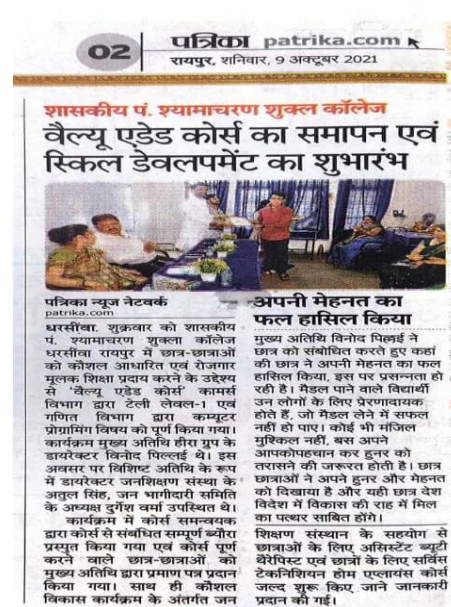 02
पत्रिका patrika.com
रायपुर, शनिवार, 9 अक्टूबर 2021
शासकीय पं. श्यामाचरण शुक्ल कॉलेज
वैल्यू एडेड कोर्स का समापन एवं
स्किल डेवलपमेंट का शुभारंभ
पत्रिका न्यूज नेटवर्क
patrika.com
धरसींवा. शुक्रवार को शासकीय
पं. श्यामाचरण शुक्ला कॉलेज
धरसींवा रायपुर में छात्र-छात्राओं
को कौशल आधारित एवं रोजगार
मूलक शिक्षा प्रदाय करने के उद्देश्य
से 'वैल्यू एडेड कोर्स' कामर्स
विभाग द्वारा टैली लेवल-1 एवं
गणित विभाग द्वारा कम्प्यूटर
प्रोग्रामिंग विषय को पूर्ण किया गया।
कार्यक्रम मुख्य अतिथि हीरा ग्रुप के
डायरेक्टर विनोद पिल्लई थे। इस
अवसर पर विशिष्ट अतिथि के रूप
में डायरेक्टर जनशिक्षण संस्था के
अतुल सिंह, जन भागीदारी समिति
के अध्यक्ष दुर्गेश वर्मा उपस्थित थे।
कार्यक्रम में कोर्स समन्वयक
द्वारा कोर्स से संबंधित सम्पूर्ण ब्यौरा
प्रस्तुत किया गया एवं कोर्स पूर्ण
करने वाले छात्र-छात्राओं को
मुख्य अतिथि द्वारा प्रमाण पत्र प्रदान
किया गया। साथ ही कौशल
विकास कार्यक्रम के अंतर्गत जन
अपनी मेहनत का
फल हासिल किया
मुख्य अतिथि विनोद पिल्लई ने
छात्र को संबोधित करते हुए कहां
की छात्र ने अपनी मेहनत का फल
हासिल किया, इस पर प्रसन्नता हो
रही है। मैडल पाने वाले विद्यार्थी
उन लोगों के लिए प्रेरणादायक
होते हैं, जो मैडल लेने में सफल
नहीं हो पाए। कोई भी मंजिल
मुश्किल नहीं, बस अपने
आपकोपहचान कर हुनर को
तरासने की जरूरत होती है। छात्र
छात्राओं ने अपने हुनर और मेहनत
को दिखाया है और यही छात्र देश
विदेश में विकास की राह में मिल
का पत्थर साबित होंगे।
शिक्षण संस्थान के सहयोग से
छात्राओं के लिए असिस्टेंट ब्यूटी
थैरेपिस्ट एवं छात्रों के लिए सर्विस
टेकनिशियन होम एप्लायंस कोर्स
जल्द शुरू किए जाने जानकारी
प्रदान की गई।